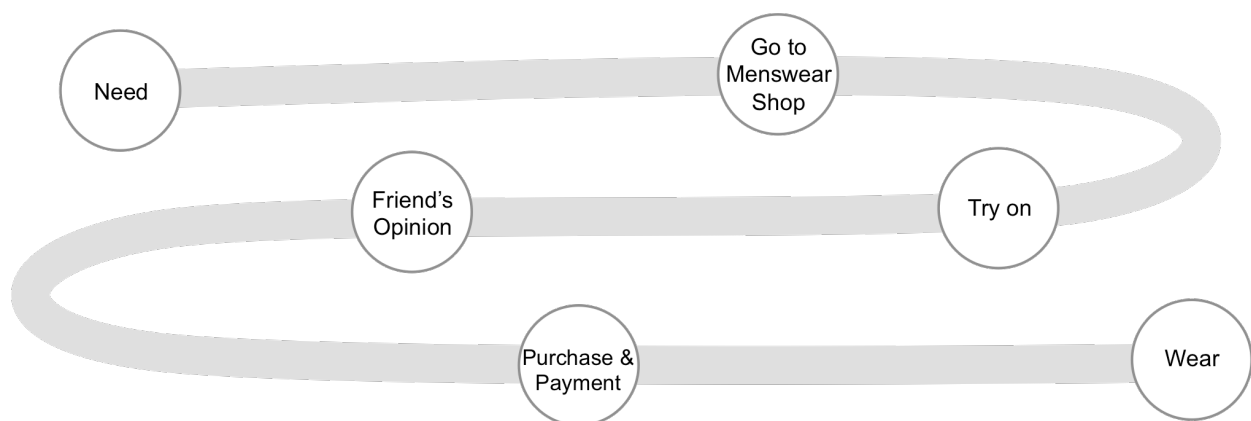 Need
Go to
Menswear
Shop
Try on
Friend’s
Opinion
Purchase &
Payment
Wear